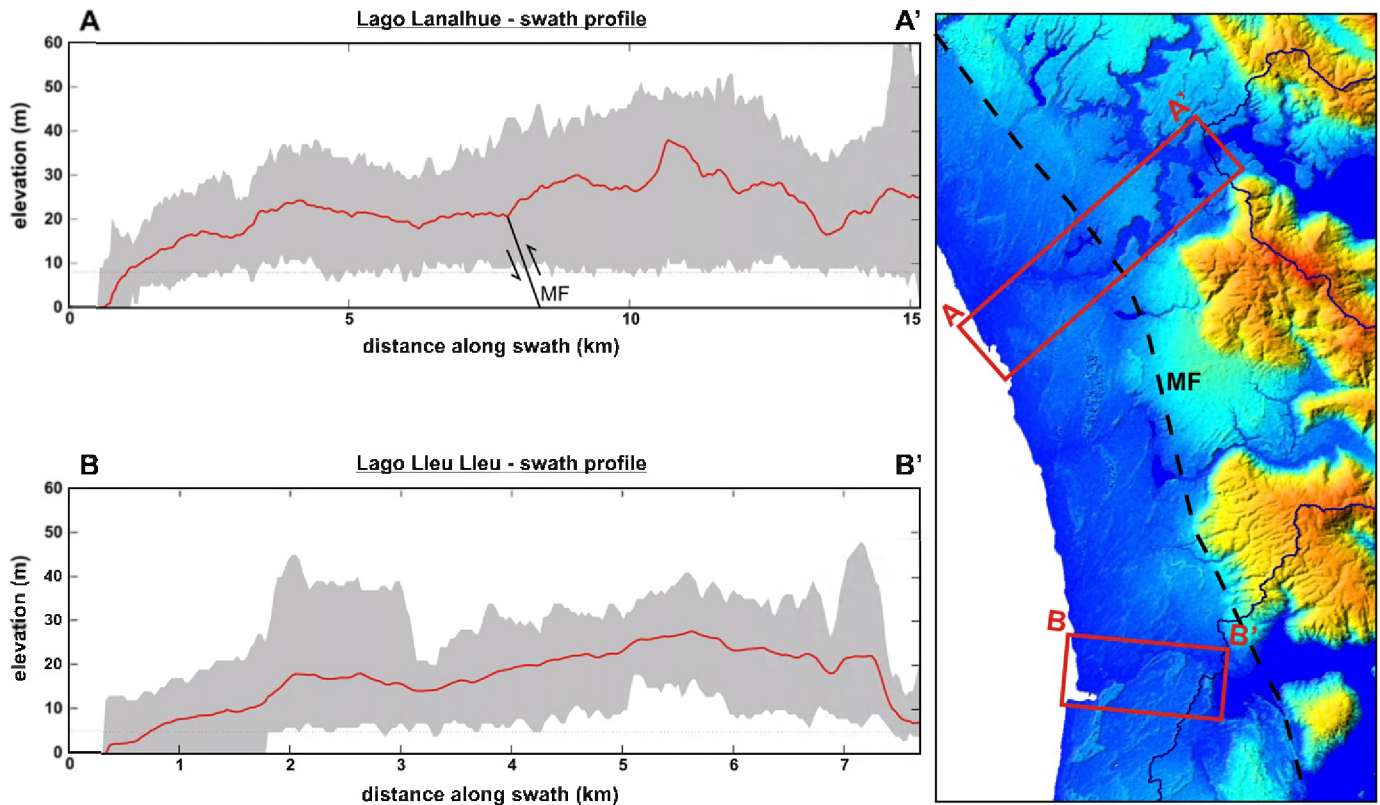 A
Lago Lanalhue - swath profile
A'
60
50
40
30
20
10
0
elevation (m)
MF
0
5
10
15
distance along swath (km)
B
Lago Lleu Lleu - swath profile
B'
60
50
40
30
20
10
0
elevation (m)
0
1
2
3
4
5
6
7
distance along swath (km)
A'
A
MF
B
B'